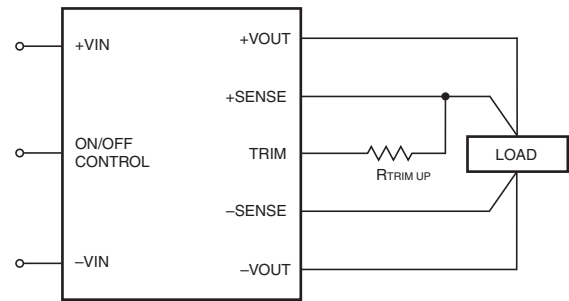 +VIN
+VOUT
+SENSE
ON/OFF
CONTROL
TRIM
RTRIM UP
LOAD
–SENSE
–VIN
–VOUT